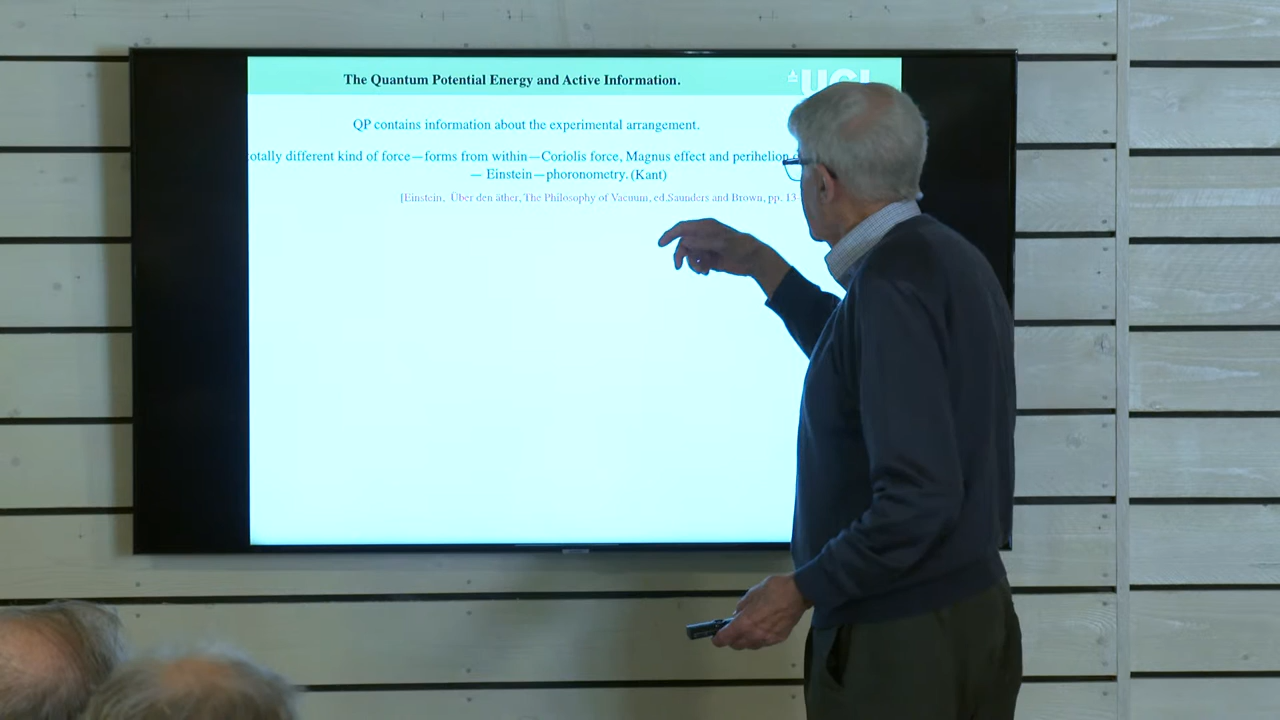 The Quantum Potential Energy and Active Information.
UCL
QP contains information about the experimental arrangement.
otally different kind of force—forms from within—Coriolis force, Magnus effect and perihelion
— Einstein—phoronometry. (Kant)
[Einstein, Über den äther, The Philosophy of Vacuum, ed.Saunders and Brown, pp. 13